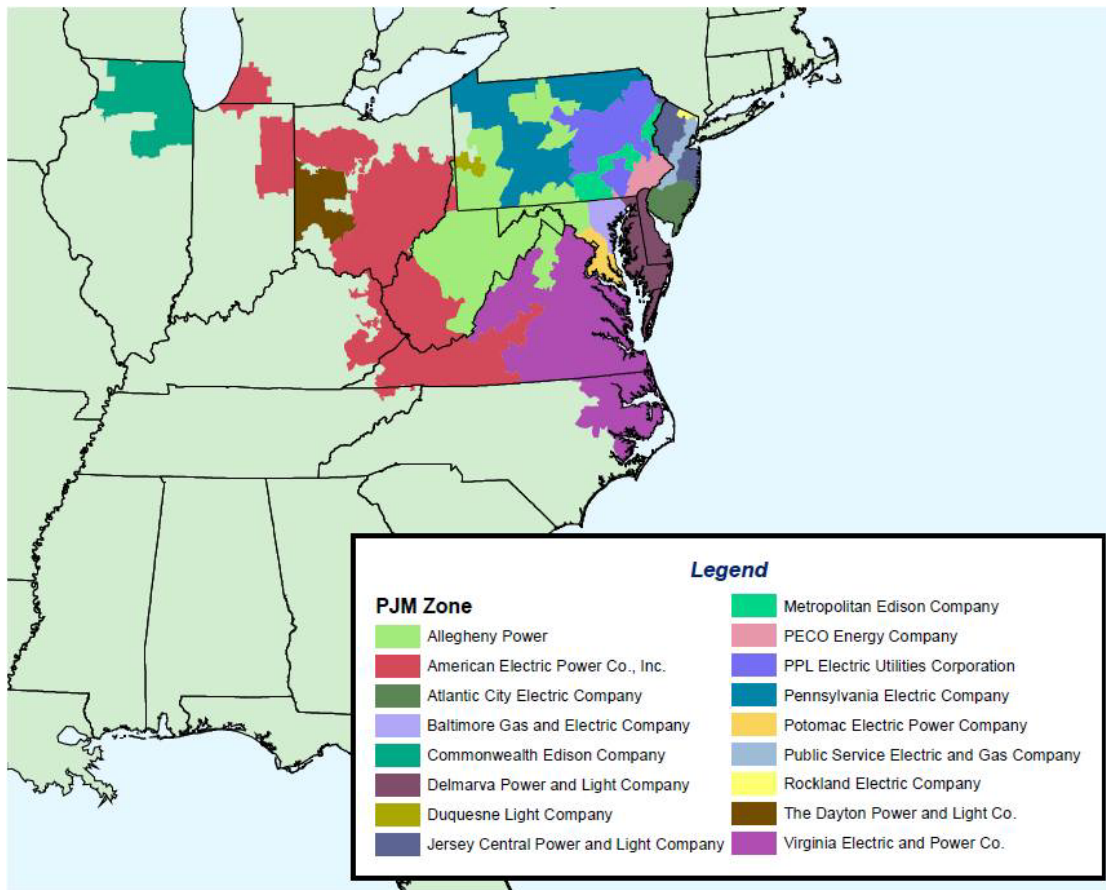 Legend
PJM Zone
Allegheny Power
American Electric Power Co., Inc.
Atlantic City Electric Company
Baltimore Gas and Electric Company
Commonwealth Edison Company
Delmarva Power and Light Company
Duquesne Light Company
Jersey Central Power and Light Company
Metropolitan Edison Company
PECO Energy Company
PPL Electric Utilities Corporation
Pennsylvania Electric Company
Potomac Electric Power Company
Public Service Electric and Gas Company
Rockland Electric Company
The Dayton Power and Light Co.
Virginia Electric and Power Co.